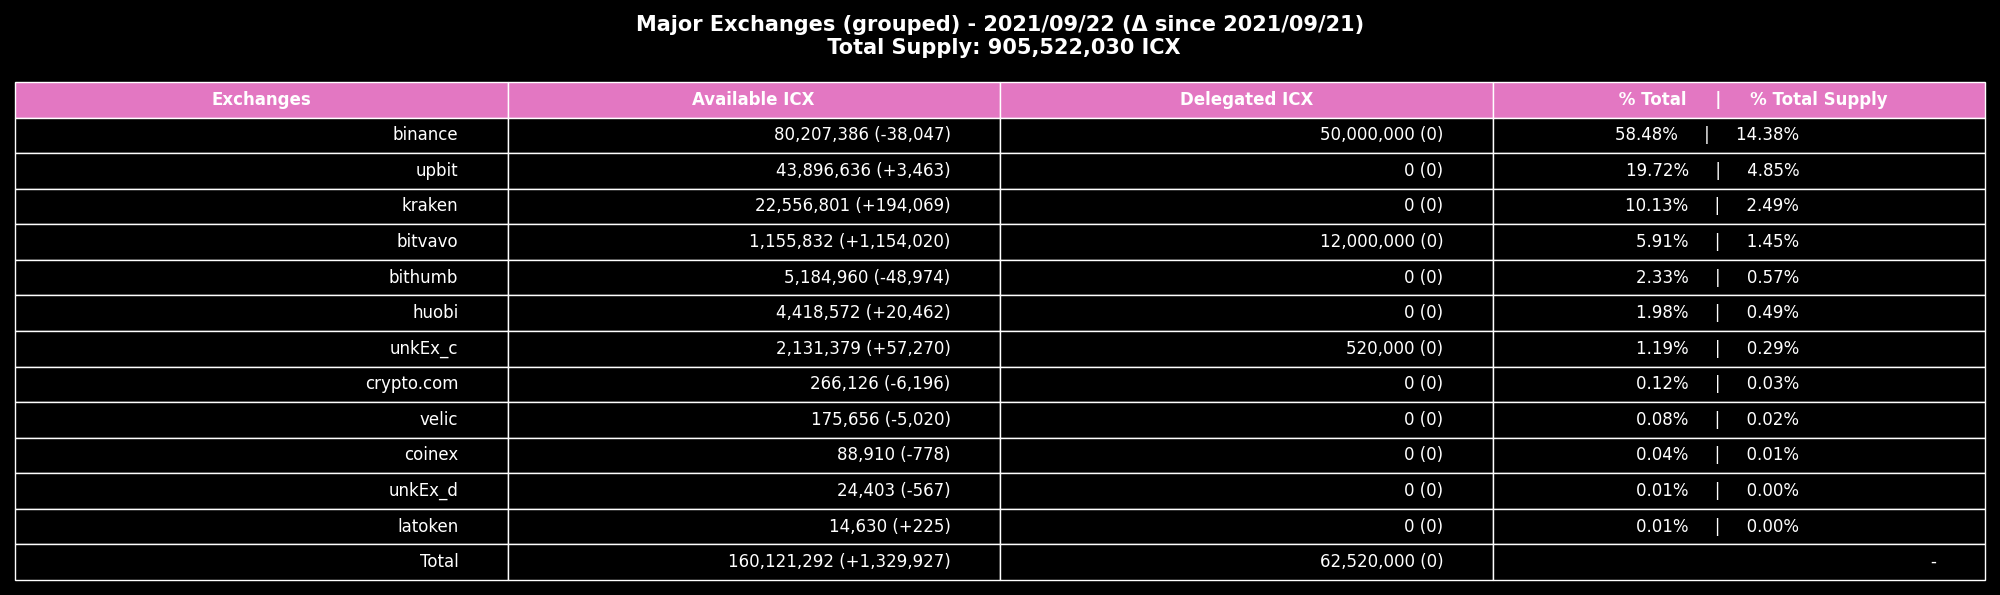 Major Exchanges (grouped) - 2021/09/22 (Δ since 2021/09/21)
Total Supply: 905,522,030 ICX
Exchanges Available ICX Delegated ICX % Total | % Total Supply
binance 80,207,386 (-38,047) 50,000,000 (0) 58.48% | 14.38%
upbit 43,896,636 (+3,463) 0 (0) 19.72% | 4.85%
kraken 22,556,801 (+194,069) 0 (0) 10.13% | 2.49%
bitvavo 1,155,832 (+1,154,020) 12,000,000 (0) 5.91% | 1.45%
bithumb 5,184,960 (-48,974) 0 (0) 2.33% | 0.57%
huobi 4,418,572 (+20,462) 0 (0) 1.98% | 0.49%
unkEx_c 2,131,379 (+57,270) 520,000 (0) 1.19% | 0.29%
crypto.com 266,126 (-6,196) 0 (0) 0.12% | 0.03%
velic 175,656 (-5,020) 0 (0) 0.08% | 0.02%
coinex 88,910 (-778) 0 (0) 0.04% | 0.01%
unkEx_d 24,403 (-567) 0 (0) 0.01% | 0.00%
latoken 14,630 (+225) 0 (0) 0.01% | 0.00%
Total 160,121,292 (+1,329,927) 62,520,000 (0) -